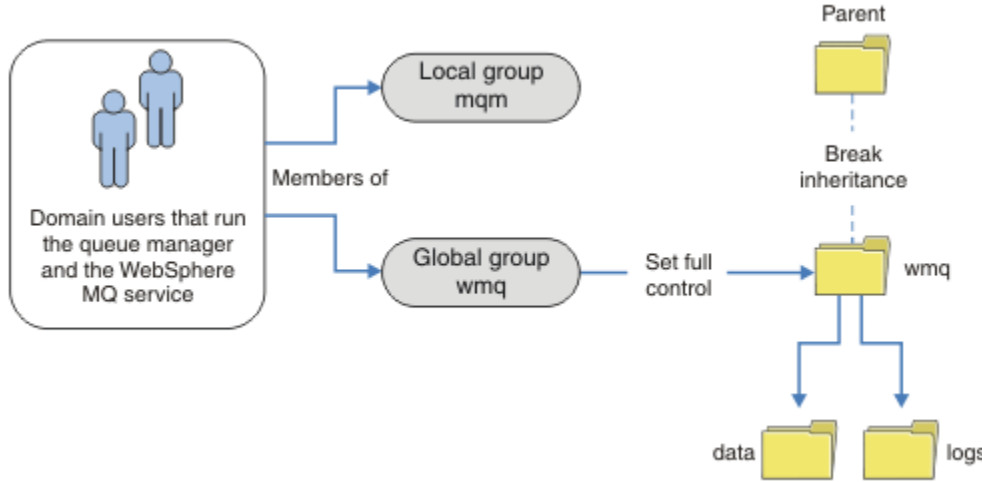 Parent
Local group
mqm
Break
inheritance
Members of
Domain users that run
the queue manager
and the WebSphere
MQ service
Global group
wmq
Set full
control
wmq
data
logs